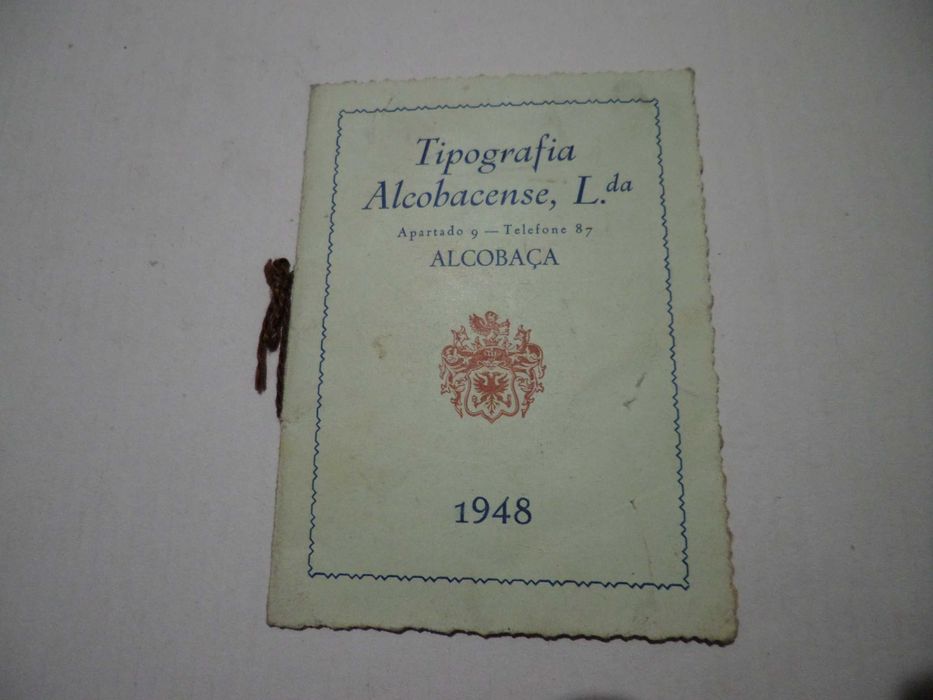 Tipografia
Alcobacense, L.da
Apartado 9 — Telefone 87
ALCOBAÇA
1948